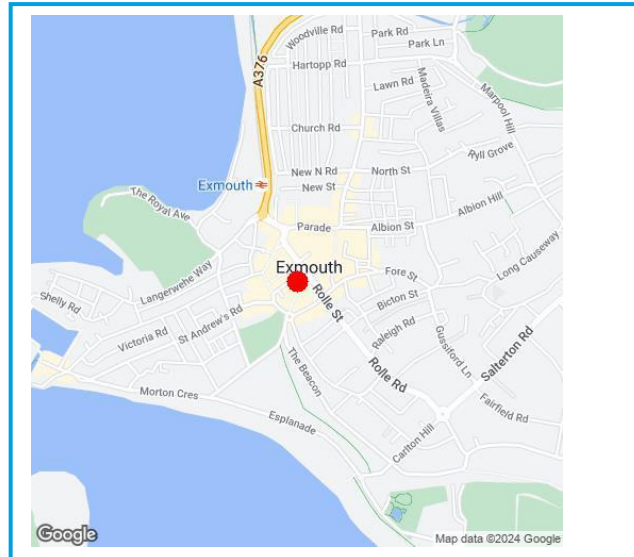 Woodville Rd
Park Rd
Park Ln
A376
Hartopp Rd
Lawn Rd
Madeira Villas
Marpool Hill
Church Rd
Ryll Grove
New N Rd
North St
Exmouth
New St
The Royal Ave
Albion Hill
Parade
Albion St
Long Causeway
Langerwehe Way
Exmouth
Fore St
Shelly Rd
Rolle St
Bicton St
Victoria Rd
St Andrew's Rd
Raleigh Rd
Gussiford Ln
Salterton Rd
The Beacon
Rolle Rd
Morton Cres
Esplanade
Fairfield Rd
Carlton Hill
Google
Map data ©2024 Google